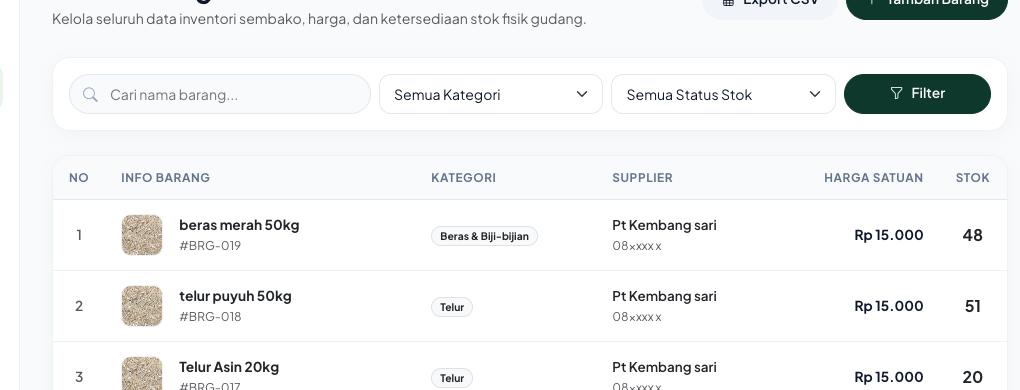 Kelola seluruh data inventori sembako, harga, dan ketersediaan stok fisik gudang.
Export CSV
Tambah Barang
Cari nama barang...
Semua Kategori
Semua Status Stok
Filter
NO INFO BARANG KATEGORI SUPPLIER HARGA SATUAN STOK
1 beras merah 50kg Beras & Biji-bijian Pt Kembang sari Rp 15.000 48
#BRG-019 08xxxxx
2 telur puyuh 50kg Telur Pt Kembang sari Rp 15.000 51
#BRG-018 08xxxxx
3 Telur Asin 20kg Telur Pt Kembang sari Rp 15.000 20
#BRG-017 08xxxxx